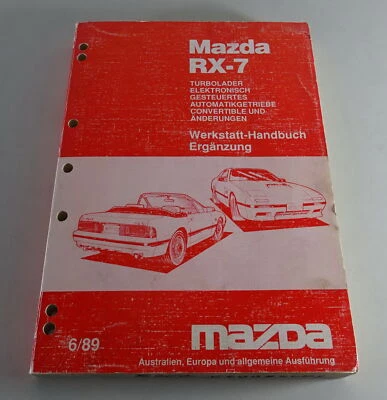 Mazda
RX-7
TURBOLADER
ELEKTRONISCH
GESTEUERTES
AUTOMATIKGETRIEBE
CONVERTIBLE UND
ÄNDERUNGEN
Werkstatt-Handbuch
Ergänzung
6/89
mazda
Australien, Europa und allgemeine Ausführung